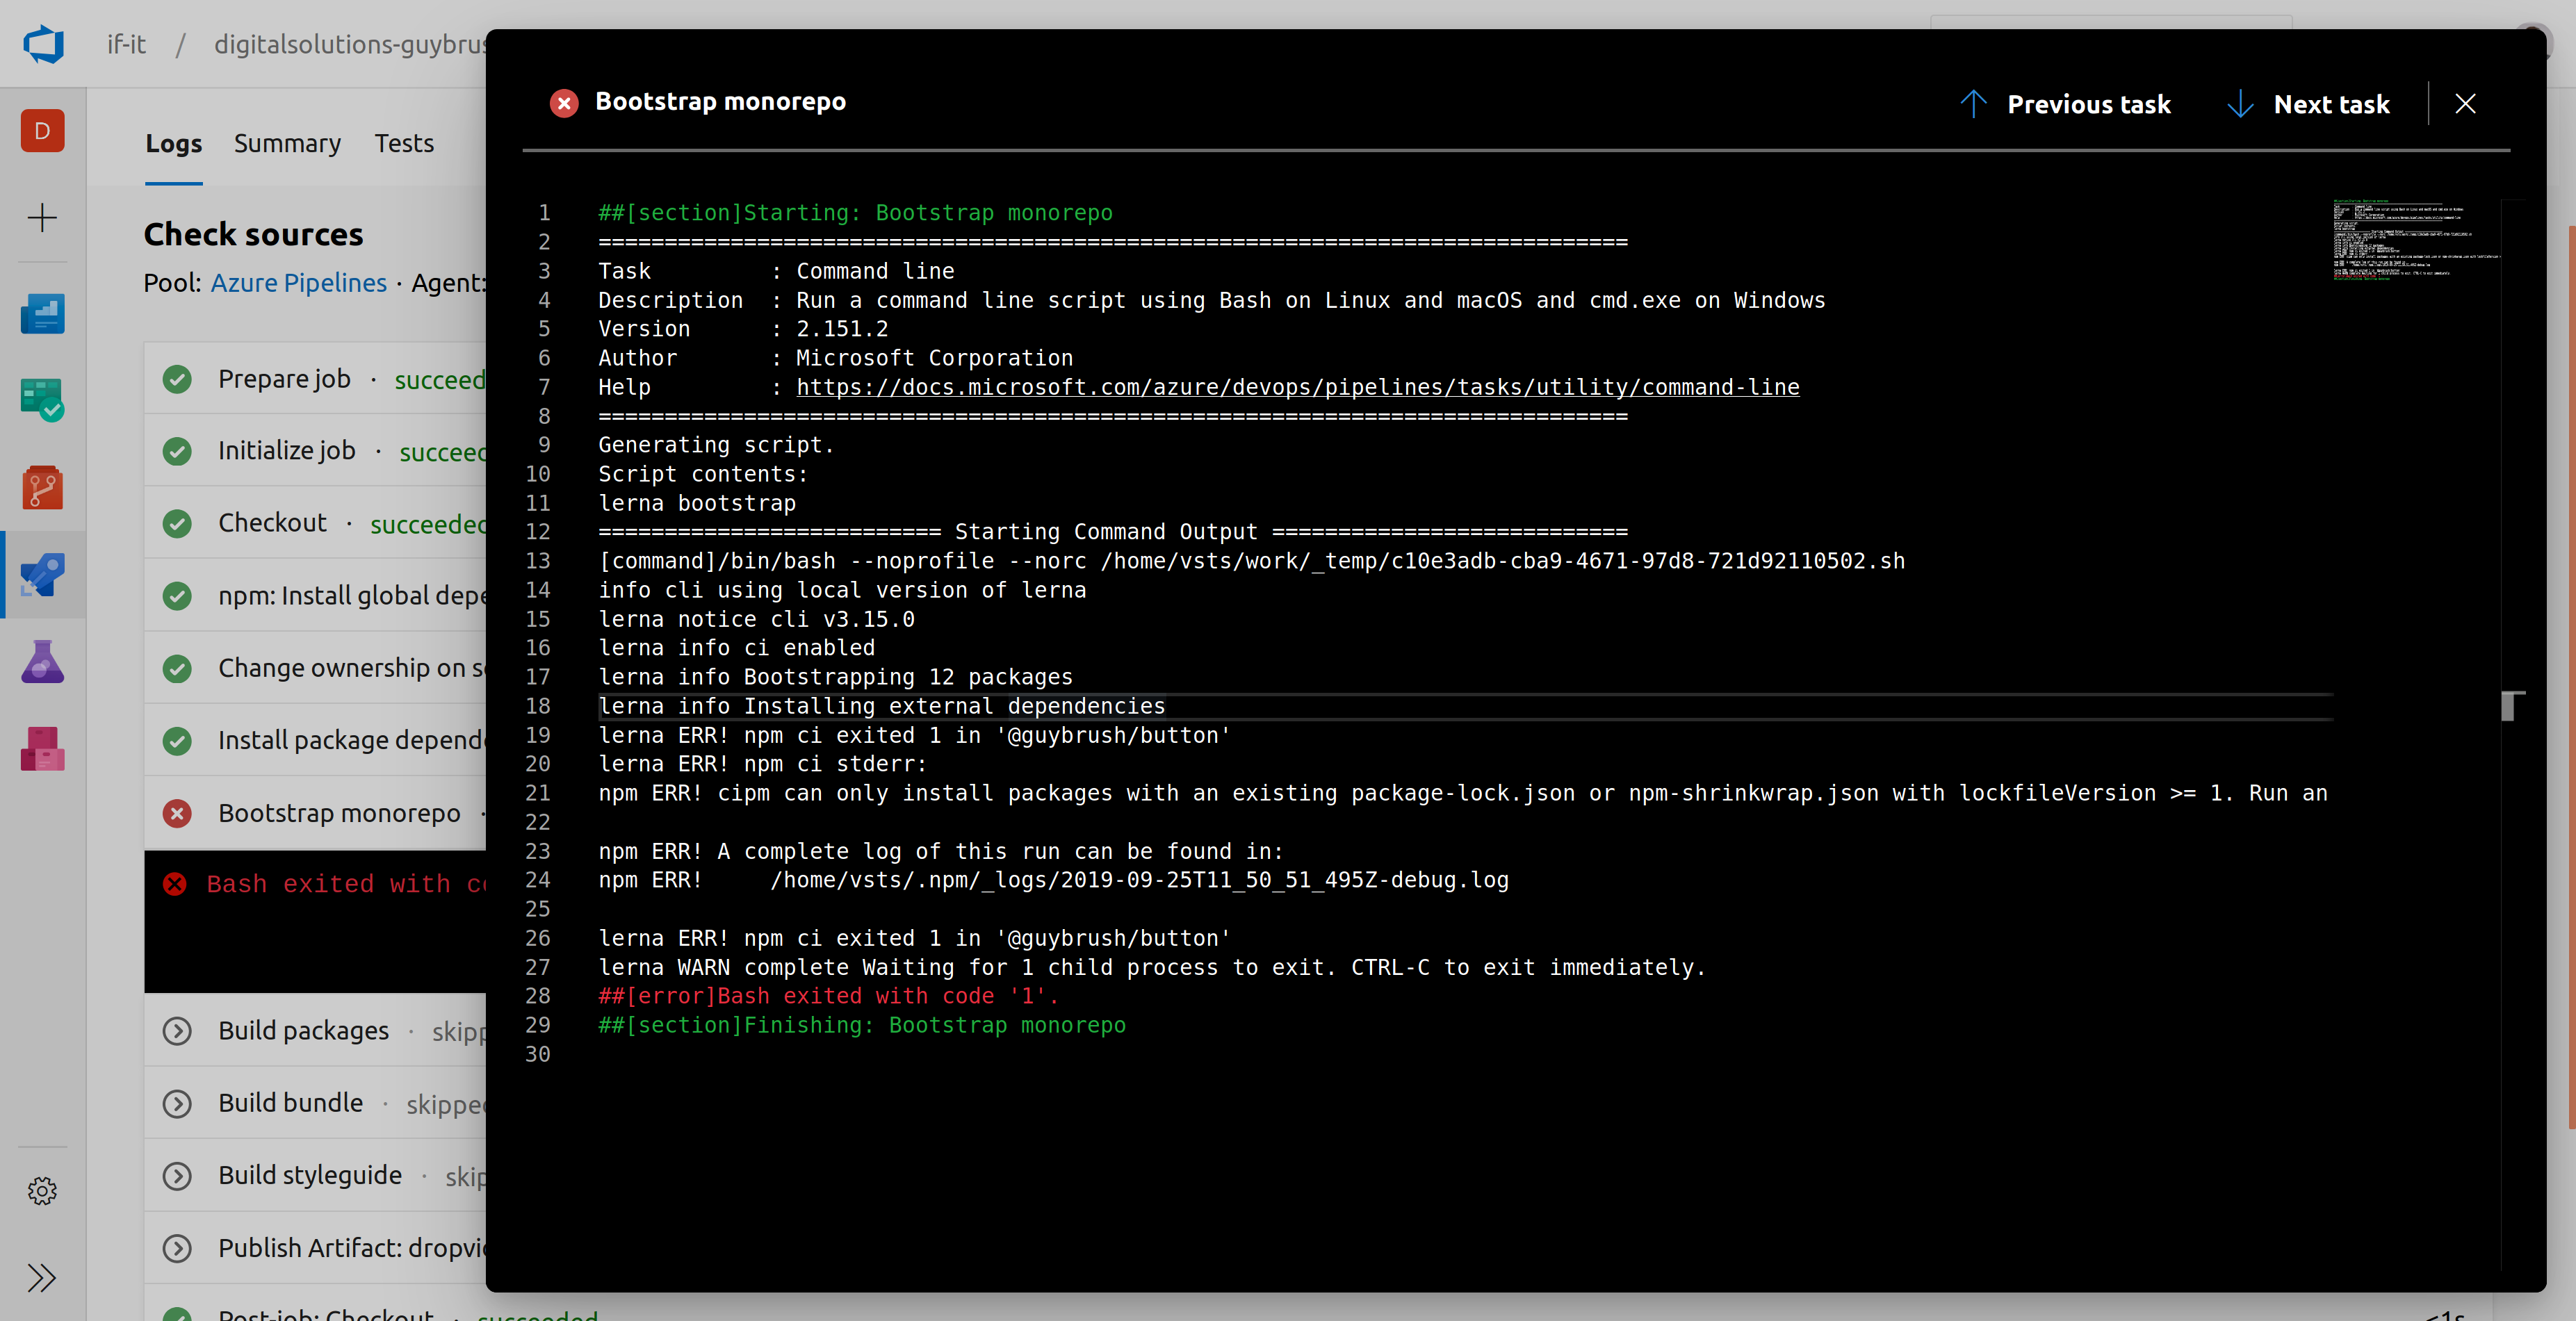 if-it / digitalsolutions-guybrus
D
Logs Summary Tests
Check sources
Pool: Azure Pipelines · Agent:
Prepare job · succeed
Initialize job · succeed
Checkout · succeeded
npm: Install global depe
Change ownership on so
Install package depende
Bootstrap monorepo ·
Bash exited with co
Build packages · skipp
Build bundle · skipped
Build styleguide · skip
Publish Artifact: dropvi
Post-job: Checkout · succeeded
<1s
Bootstrap monorepo
Previous task Next task
1 ##[section]Starting: Bootstrap monorepo
2 ==============================================================================
3 Task         : Command line
4 Description  : Run a command line script using Bash on Linux and macOS and cmd.exe on Windows
5 Version      : 2.151.2
6 Author       : Microsoft Corporation
7 Help         : https://docs.microsoft.com/azure/devops/pipelines/tasks/utility/command-line
8 ==============================================================================
9 Generating script.
10 Script contents:
11 lerna bootstrap
12 ========================== Starting Command Output ===========================
13 [command]/bin/bash --noprofile --norc /home/vsts/work/_temp/c10e3adb-cba9-4671-97d8-721d92110502.sh
14 info cli using local version of lerna
15 lerna notice cli v3.15.0
16 lerna info ci enabled
17 lerna info Bootstrapping 12 packages
18 lerna info Installing external dependencies
19 lerna ERR! npm ci exited 1 in '@guybrush/button'
20 lerna ERR! npm ci stderr:
21 npm ERR! cipm can only install packages with an existing package-lock.json or npm-shrinkwrap.json with lockfileVersion >= 1. Run an
22
23 npm ERR! A complete log of this run can be found in:
24 npm ERR!     /home/vsts/.npm/_logs/2019-09-25T11_50_51_495Z-debug.log
25
26 lerna ERR! npm ci exited 1 in '@guybrush/button'
27 lerna WARN complete Waiting for 1 child process to exit. CTRL-C to exit immediately.
28 ##[error]Bash exited with code '1'.
29 ##[section]Finishing: Bootstrap monorepo
30